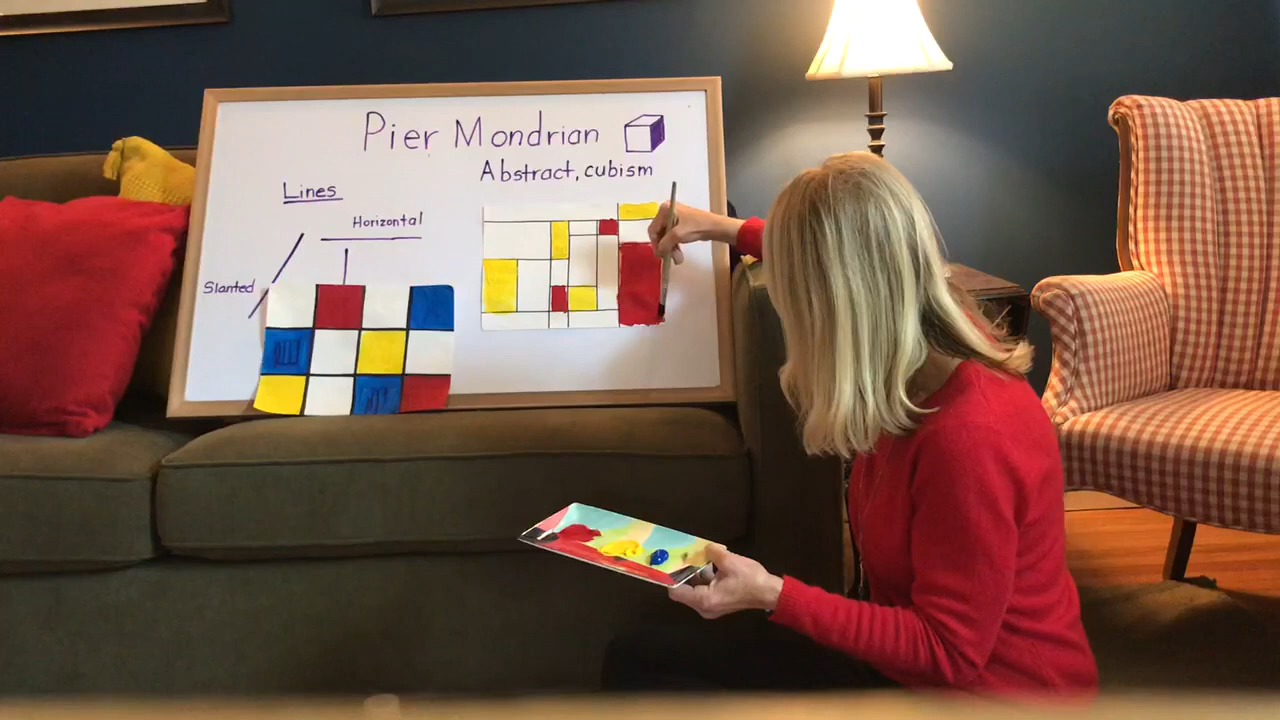 Pier Mondrian
Abstract, cubism
Lines
Horizontal
Slanted